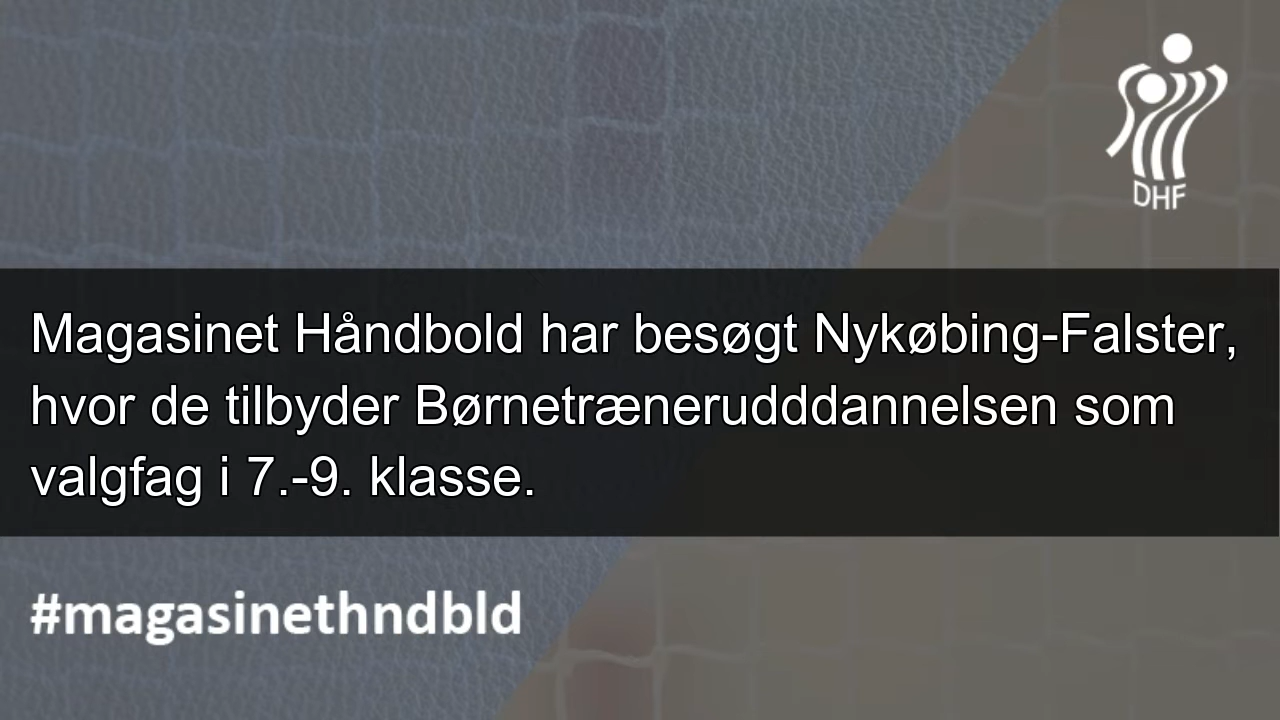 DHF
Magasinet Håndbold har besøgt Nykøbing-Falster,
hvor de tilbyder Børnetrænerudddannelsen som
valgfag i 7.-9. klasse.
#magasinethndbld